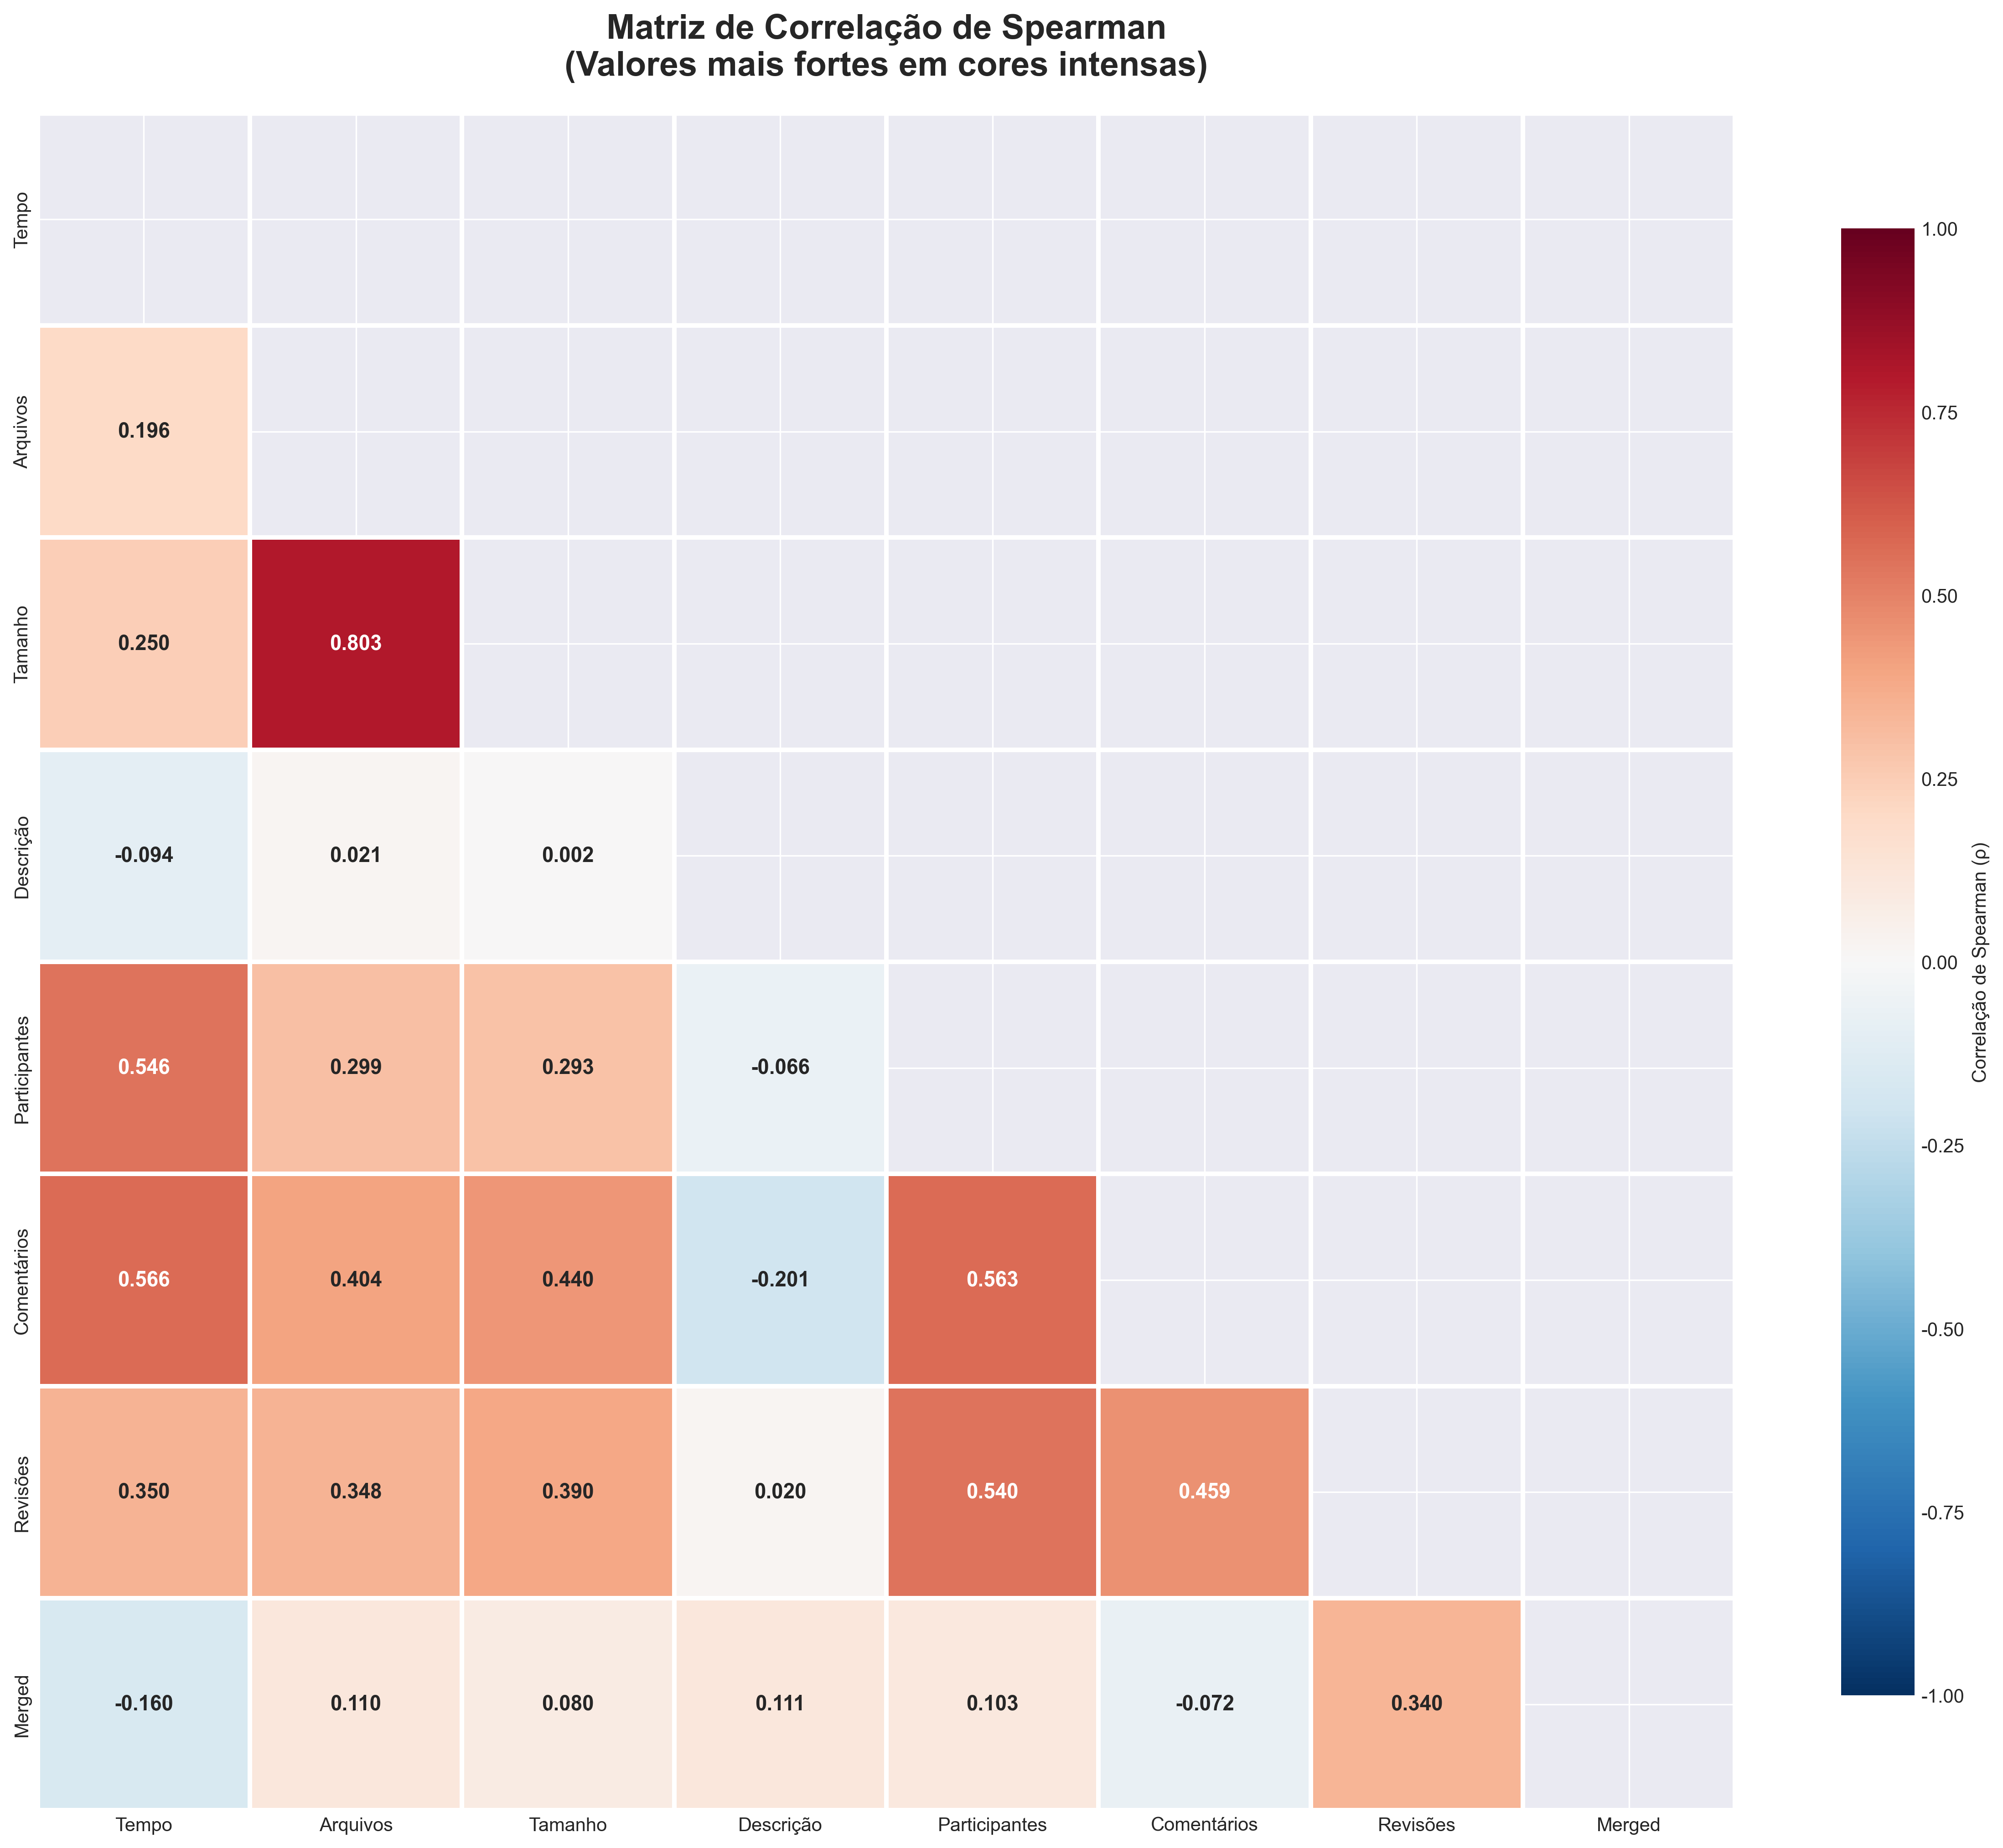 Matriz de Correlação de Spearman
(Valores mais fortes em cores intensas)
Tempo
Arquivos
0.196
Tamanho
0.250 0.803
Descrição
-0.094 0.021 0.002
Participantes
0.546 0.299 0.293 -0.066
Comentários
0.566 0.404 0.440 -0.201 0.563
Revisões
0.350 0.348 0.390 0.020 0.540 0.459
Merged
-0.160 0.110 0.080 0.111 0.103 -0.072 0.340
Tempo Arquivos Tamanho Descrição Participantes Comentários Revisões Merged
1.00
0.75
0.50
0.25
0.00
-0.25
-0.50
-0.75
-1.00
Correlação de Spearman (ρ)